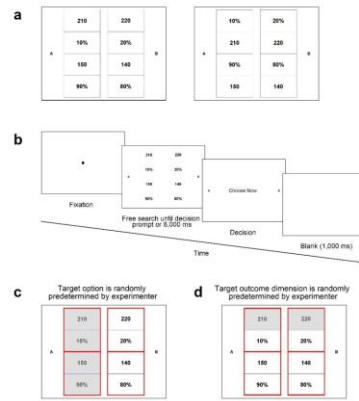 a
210 220
10% 20%
A B
150 140
90% 80%
10% 20%
210 220
A B
90% 80%
150 140
b
210 220
10% 20%
150 140
90% 80%
Choose Now
Fixation
Free search until decision
prompt or 6,000 ms
Decision
Blank (1,000 ms)
Time
c
Target option is randomly
predetermined by experimenter
210 220
10% 20%
A B
150 140
90% 80%
d
Target outcome dimension is randomly
predetermined by experimenter
210 220
10% 20%
A B
150 140
90% 80%